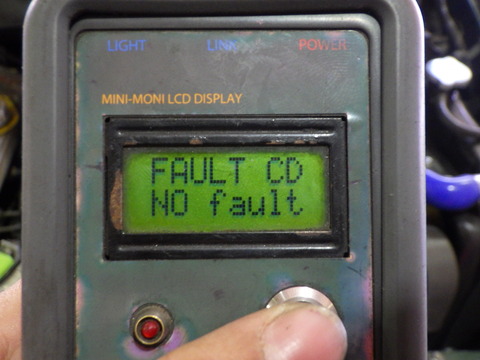 LIGHT LINK POWER
MINI-MONI LCD DISPLAY
FAULT CD
NO fault